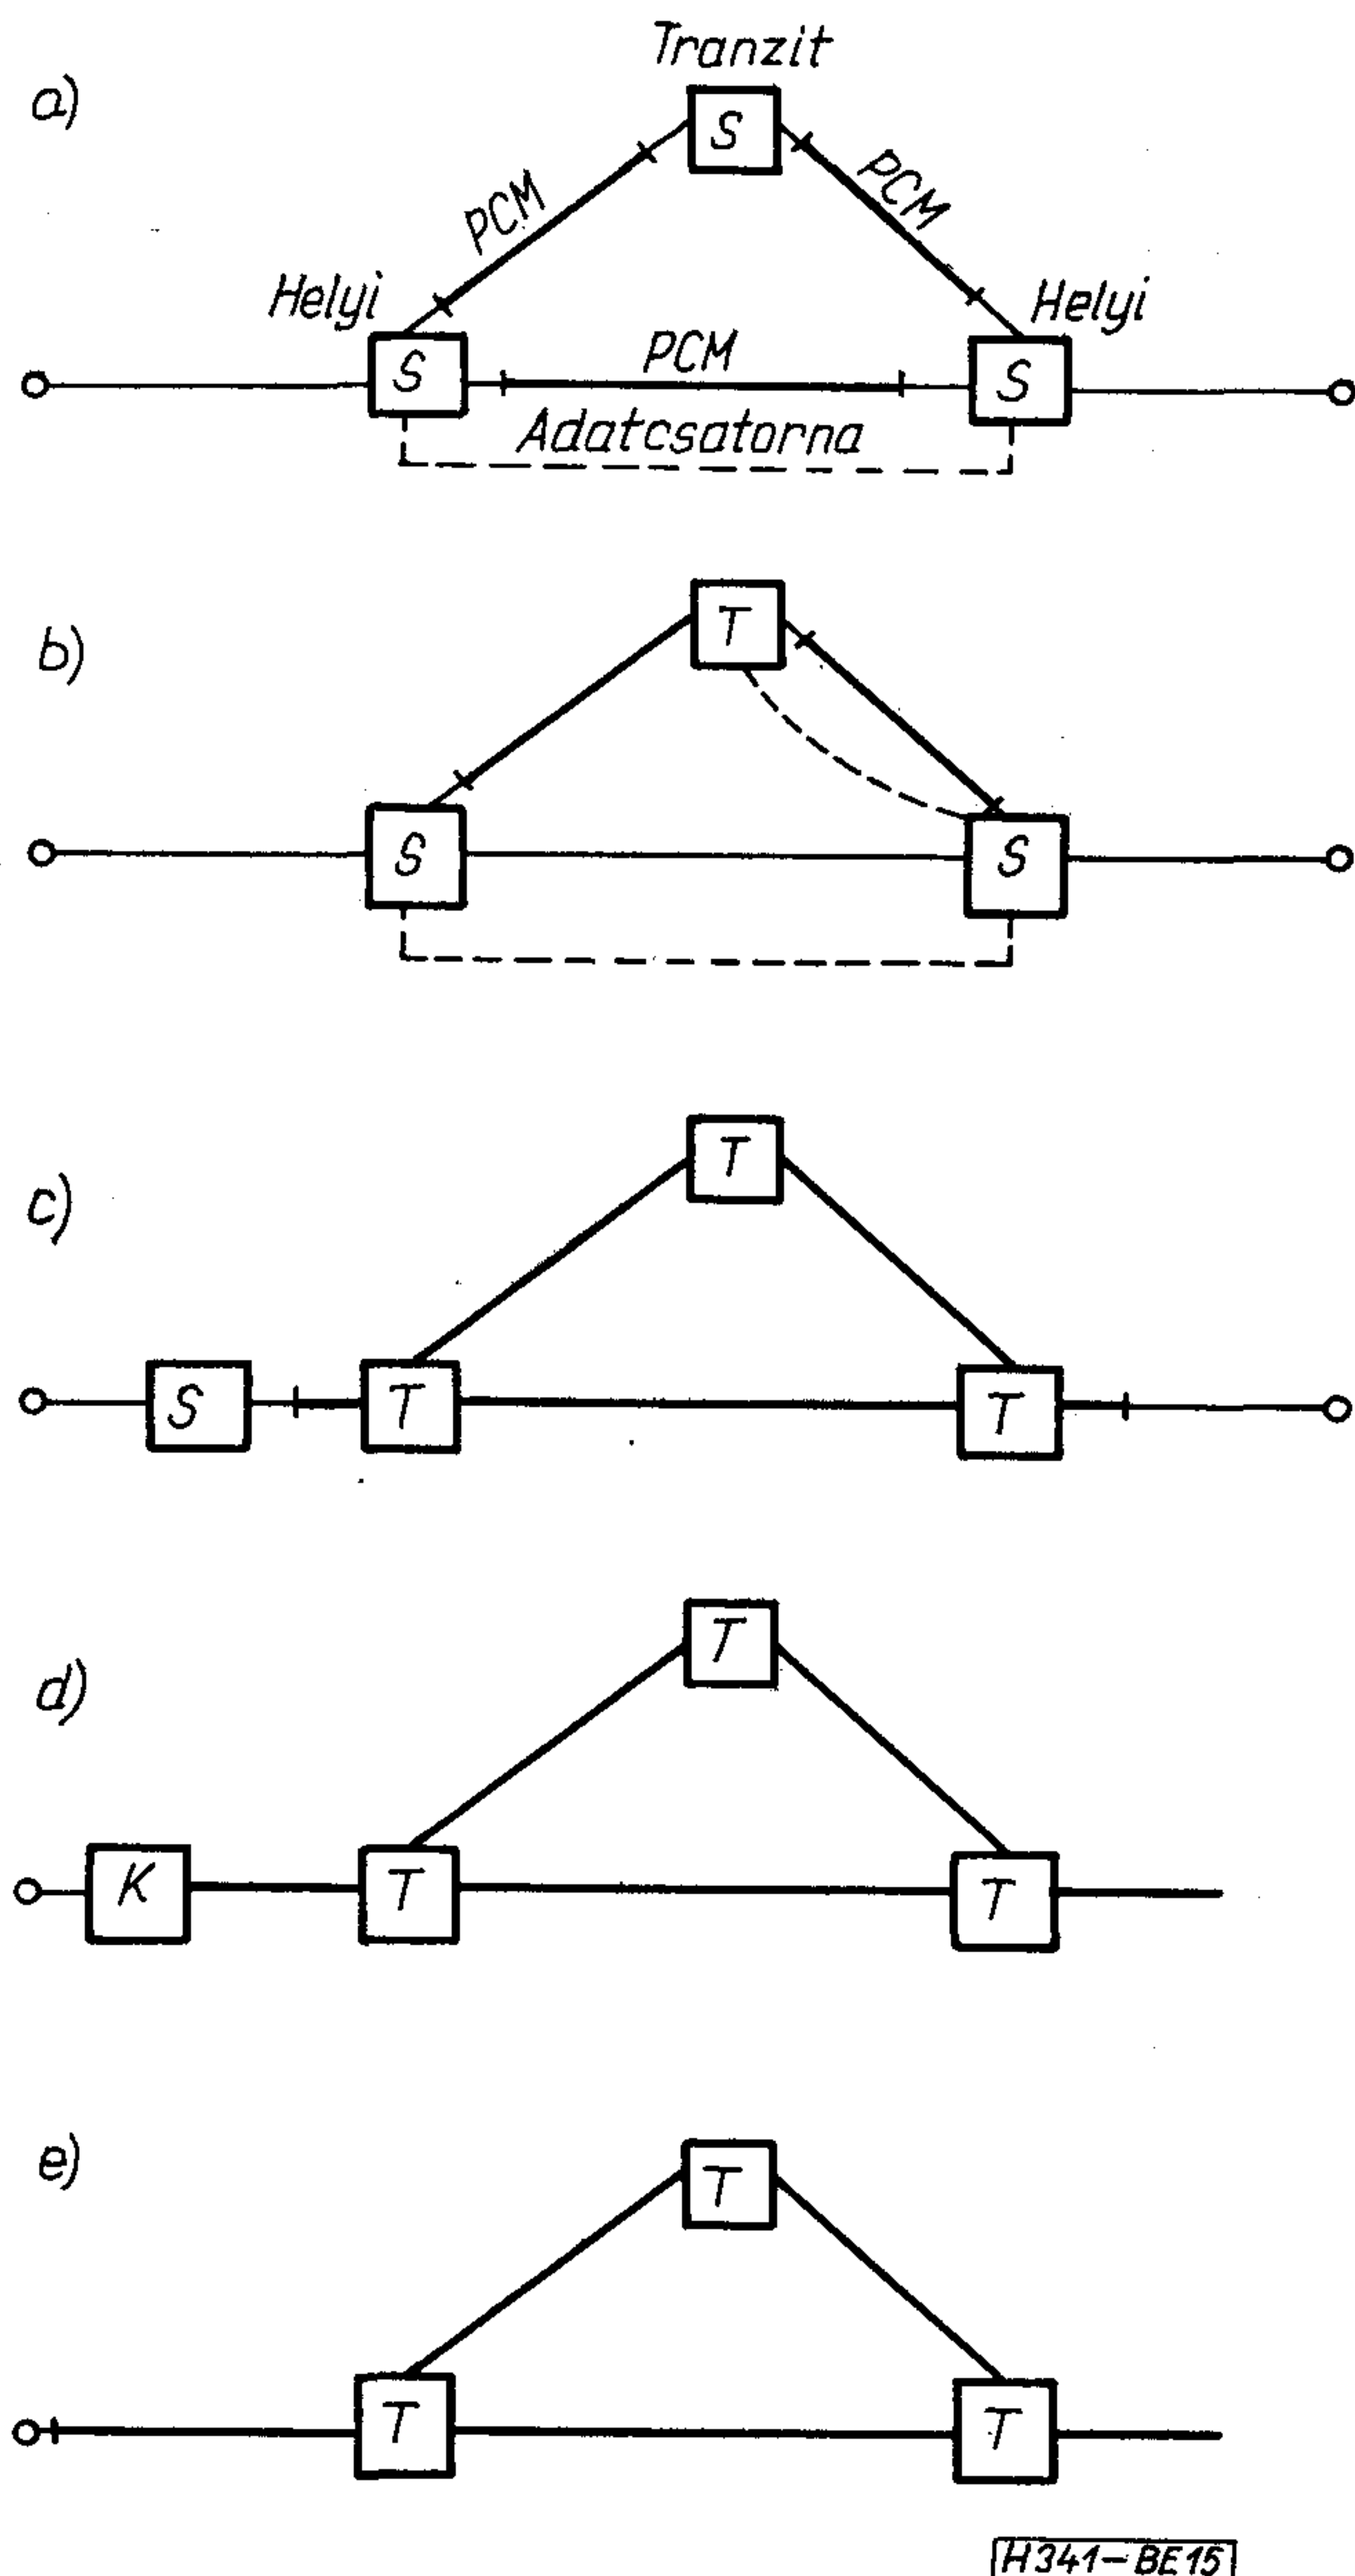 Tranzit
a)
S
PCM
PCM
Helyi
Helyi
S
PCM
S
Adatcsatorna
b)
T
S
S
c)
T
S
T
T
d)
T
K
T
T
e)
T
T
T
H341-BE15